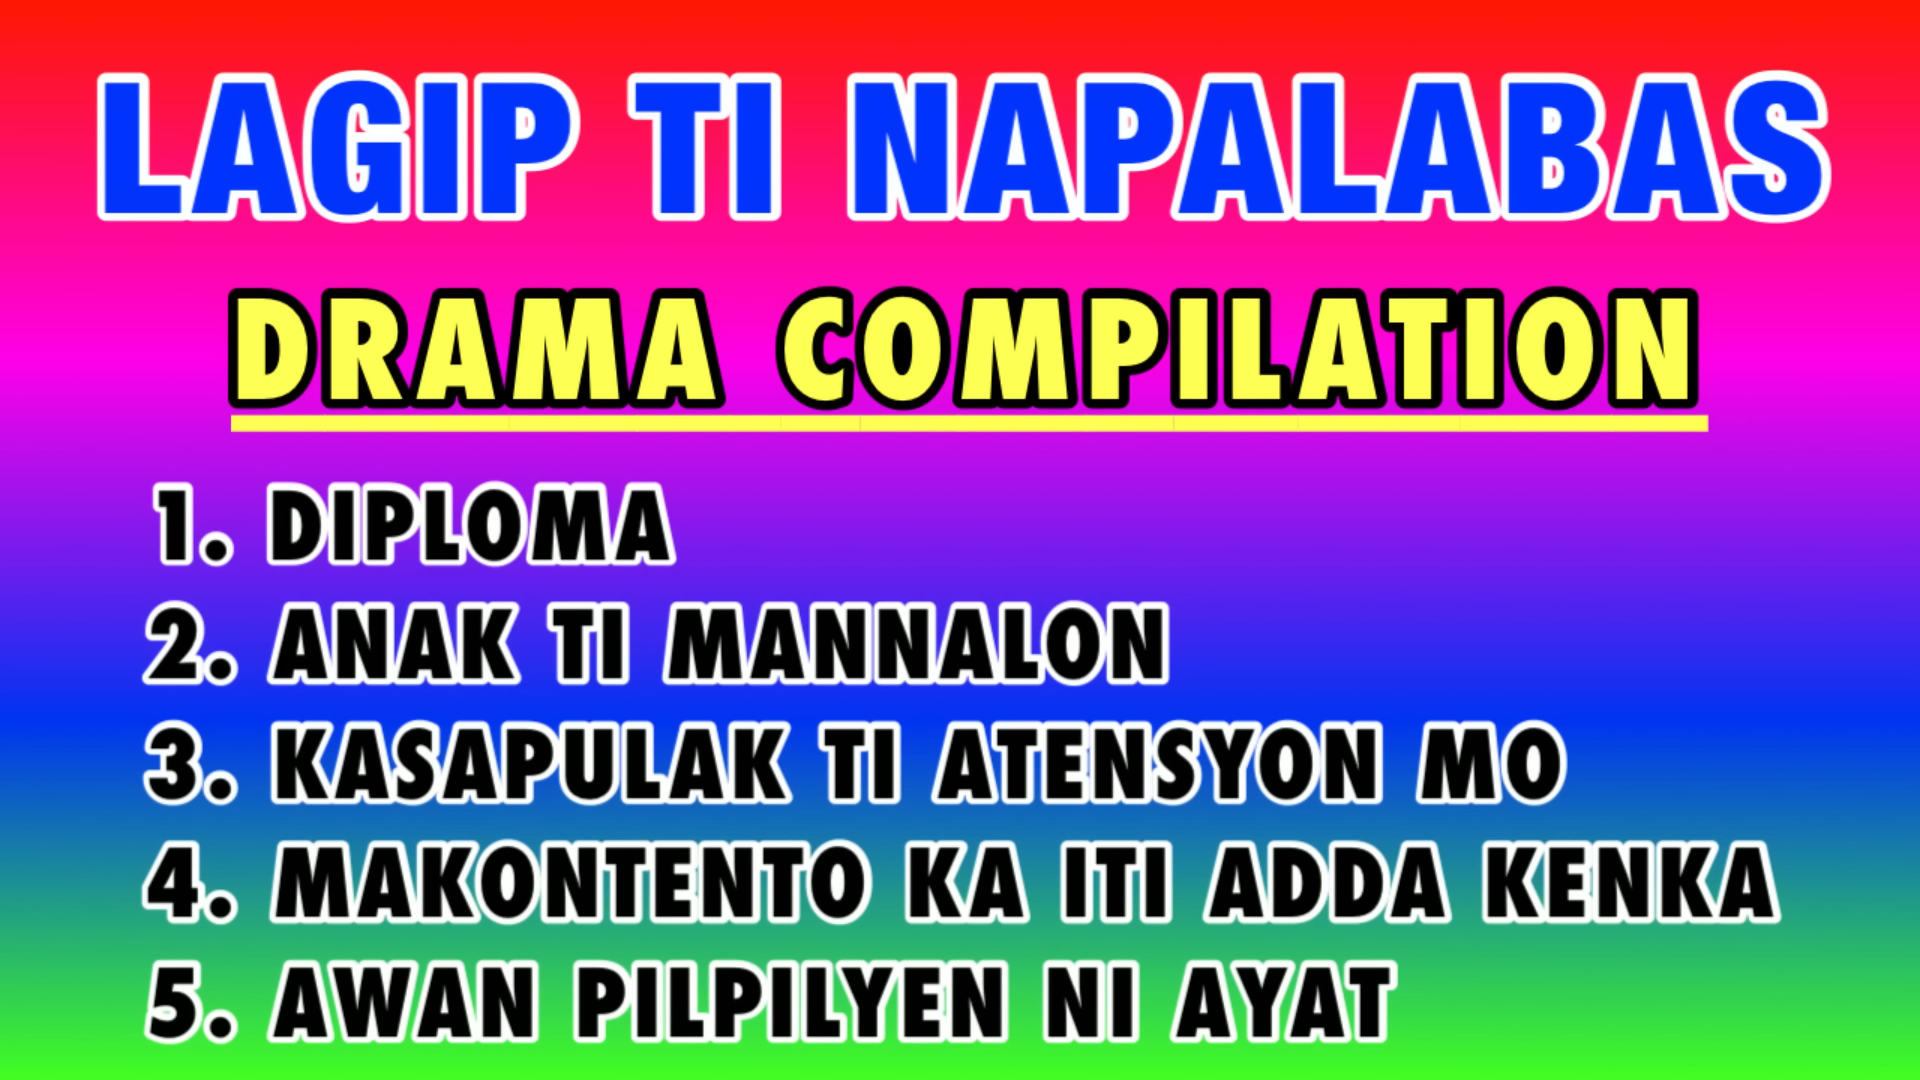 LAGIP TI NAPALABAS
DRAMA COMPILATION
1. DIPLOMA
2. ANAK TI MANNALON
3. KASAPULAK TI ATENSYON MO
4. MAKONTENTO KA ITI ADDA KENKA
5. AWAN PILPILYEN NI AYAT